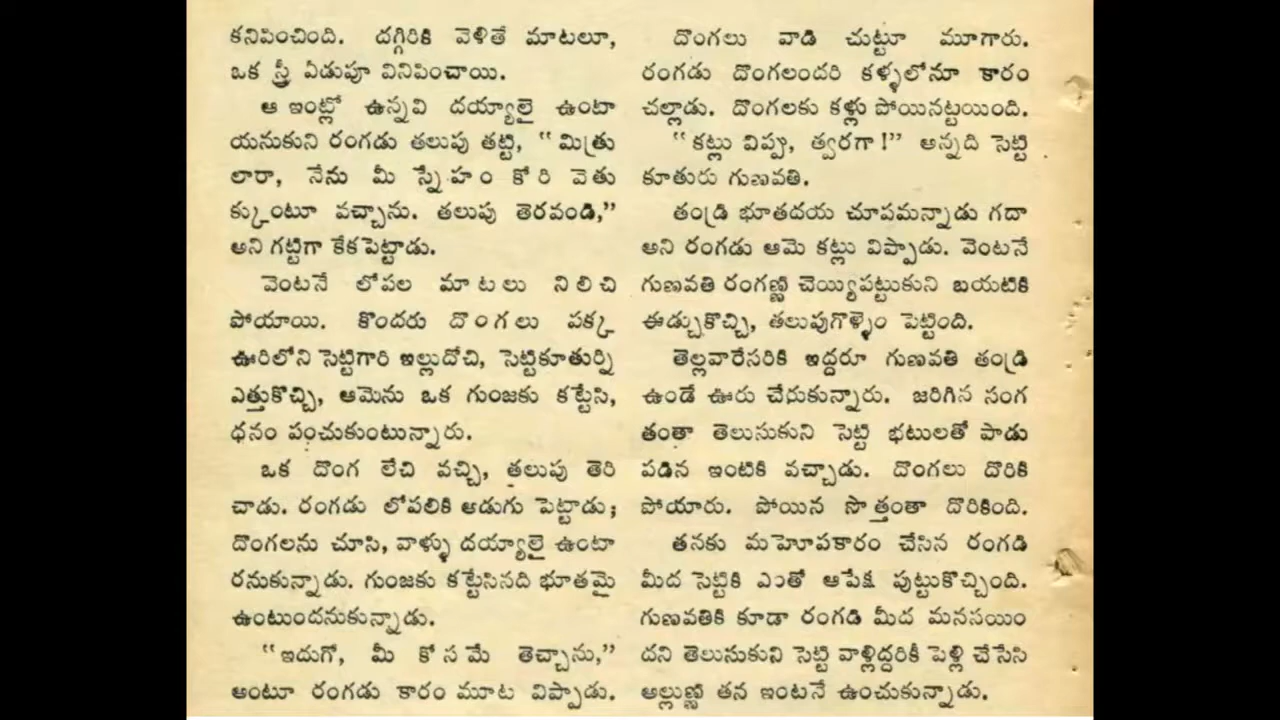 కనిపించింది. దగ్గిరికి వెళితే మాటలూ,
ఒక స్త్రీ ఏడుపూ వినిపించాయి.
ఆ ఇంట్లో ఉన్నవి దయ్యాలై ఉంటా
యనుకుని రంగడు తలుపు తట్టి, “మిత్రు
లారా, నేను మీ స్నేహం కోరి వెతు
క్కుంటూ వచ్చాను. తలుపు తెరవండి,”
అని గట్టిగా కేకపెట్టాడు.
వెంటనే లోపల మాటలు నిలిచి
పోయాయి. కొందరు దొంగలు పక్క
ఊరిలోని సెట్టిగారి ఇల్లుదోచి, సెట్టికూతుర్ని
ఎత్తుకొచ్చి, ఆమెను ఒక గుంజకు కట్టేసి,
ధనం పంచుకుంటున్నారు.
ఒక దొంగ లేచి వచ్చి, తలుపు తెరి
చాడు. రంగడు లోపలికి అడుగు పెట్టాడు;
దొంగలను చూసి, వాళ్ళు దయ్యాలై ఉంటా
రనుకున్నాడు. గుంజకు కట్టేసినది భూతమై
ఉంటుందనుకున్నాడు.
“ఇదుగో, మీ కోసమే తెచ్చాను,”
అంటూ రంగడు కారం మూట విప్పాడు.
దొంగలు వాడి చుట్టూ మూగారు.
రంగడు దొంగలందరి కళ్ళలోనూ కారం
చల్లాడు. దొంగలకు కళ్లు పోయినట్టయింది.
“కట్లు విప్పు, త్వరగా!” అన్నది సెట్టి
కూతురు గుణవతి.
తండ్రి భూతదయ చూపమన్నాడు గదా
అని రంగడు ఆమె కట్లు విప్పాడు. వెంటనే
గుణవతి రంగణ్ణి చెయ్యిపట్టుకుని బయటికి
ఈడ్చుకొచ్చి, తలుపుగొళ్ళెం పెట్టింది.
తెల్లవారేసరికి ఇద్దరూ గుణవతి తండ్రి
ఉండే ఊరు చేరుకున్నారు. జరిగిన సంగ
తంతా తెలుసుకుని సెట్టి భటులతో పాడు
పడిన ఇంటికి వచ్చాడు. దొంగలు దొరికి
పోయారు. పోయిన సొత్తంతా దొరికింది.
తనకు మహోపకారం చేసిన రంగడి
మీద సెట్టికి ఎంతో ఆపేక్ష పుట్టుకొచ్చింది.
గుణవతికి కూడా రంగడి మీద మనసయిం
దని తెలుసుకుని సెట్టి వాళ్లిద్దరికీ పెళ్లి చేసేసి
అల్లుణ్ణి తన ఇంటనే ఉంచుకున్నాడు.